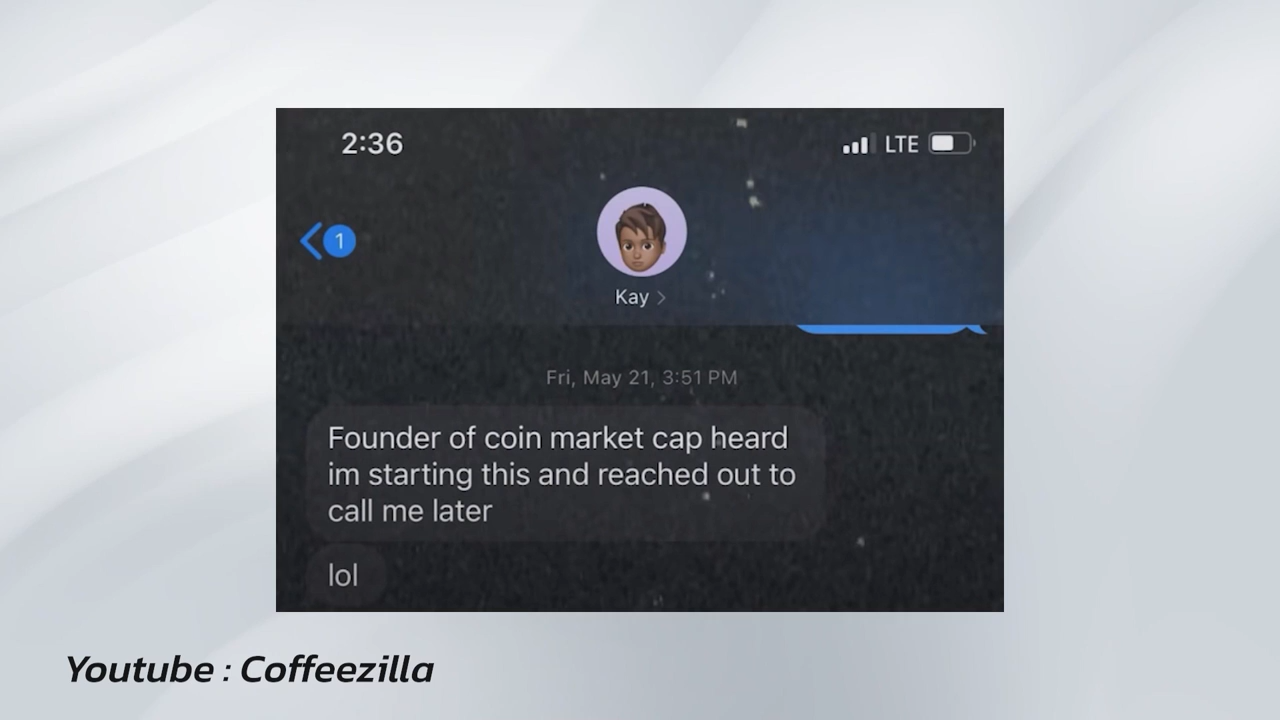 2:36
LTE
1
Kay >
Fri, May 21, 3:51 PM
Founder of coin market cap heard
im starting this and reached out to
call me later
lol
Youtube : Coffeezilla